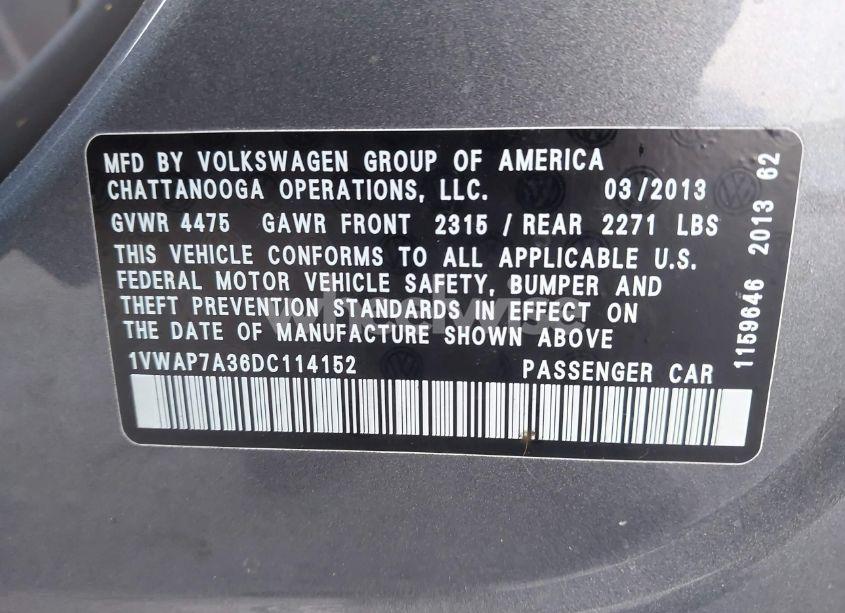 MFD BY VOLKSWAGEN GROUP OF AMERICA
CHATTANOOGA OPERATIONS, LLC. 03/2013
GVWR 4475 GAWR FRONT 2315 / REAR 2271 LBS
THIS VEHICLE CONFORMS TO ALL APPLICABLE U.S.
FEDERAL MOTOR VEHICLE SAFETY, BUMPER AND
THEFT PREVENTION STANDARDS IN EFFECT ON
THE DATE OF MANUFACTURE SHOWN ABOVE
1VWAP7A36DC114152 PASSENGER CAR
1159646 2013 62